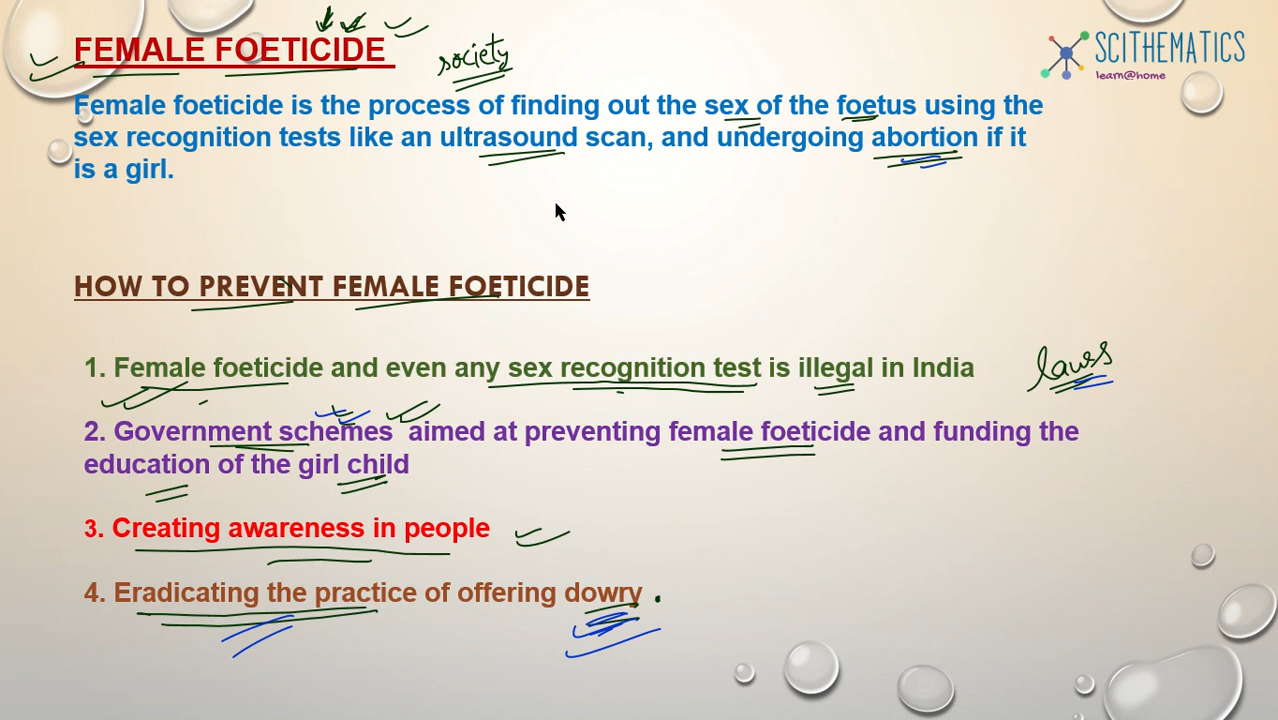 FEMALE FOETICIDE
society
SCITHEMATICS
learn@home
Female foeticide is the process of finding out the sex of the foetus using the
sex recognition tests like an ultrasound scan, and undergoing abortion if it
is a girl.
HOW TO PREVENT FEMALE FOETICIDE
1. Female foeticide and even any sex recognition test is illegal in India
laws
2. Government schemes aimed at preventing female foeticide and funding the
education of the girl child
3. Creating awareness in people
4. Eradicating the practice of offering dowry .